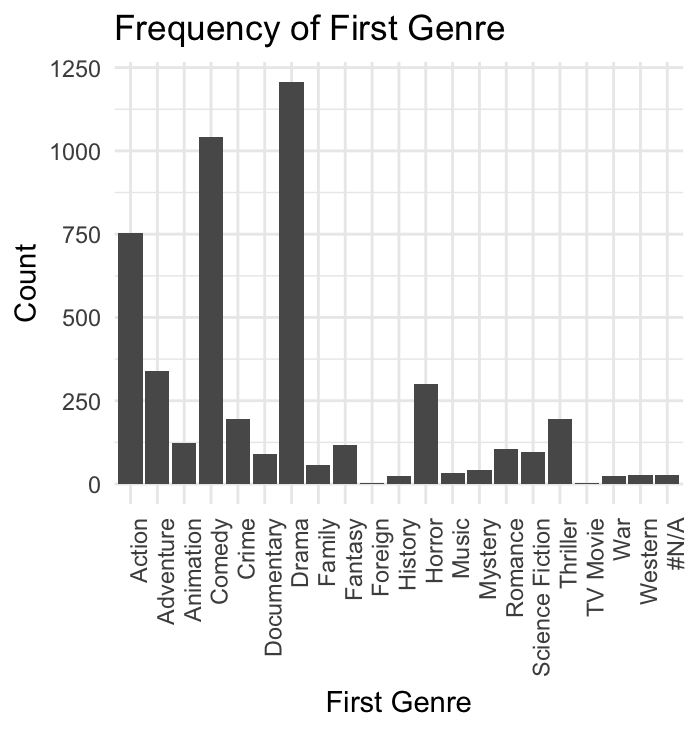 Frequency of First Genre
1250
1000
750
500
250
0
Count
Action
Adventure
Animation
Comedy
Crime
Documentary
Drama
Family
Fantasy
Foreign
History
Horror
Music
Mystery
Romance
Science Fiction
Thriller
TV Movie
War
Western
#N/A
First Genre